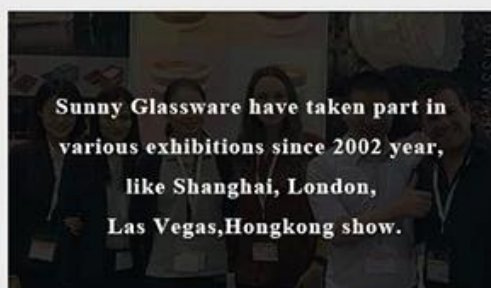 Sunny Glassware have taken part in
various exhibitions since 2002 year,
like Shanghai, London,
Las Vegas,Hongkong show.